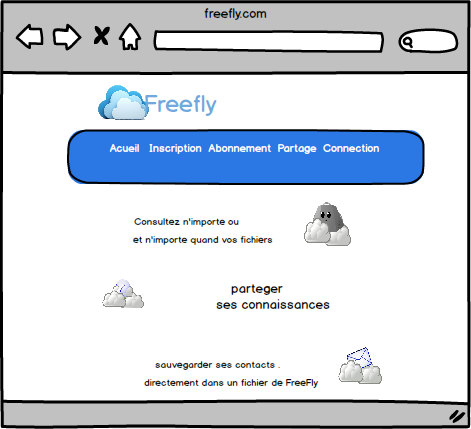 freefly.com
Freefly
Acueil Inscription Abonnement Partage Connection
Consultez n'importe ou
et n'importe quand vos fichiers
parteger
ses connaissances
sauvegarder ses contacts .
directement dans un fichier de FreeFly